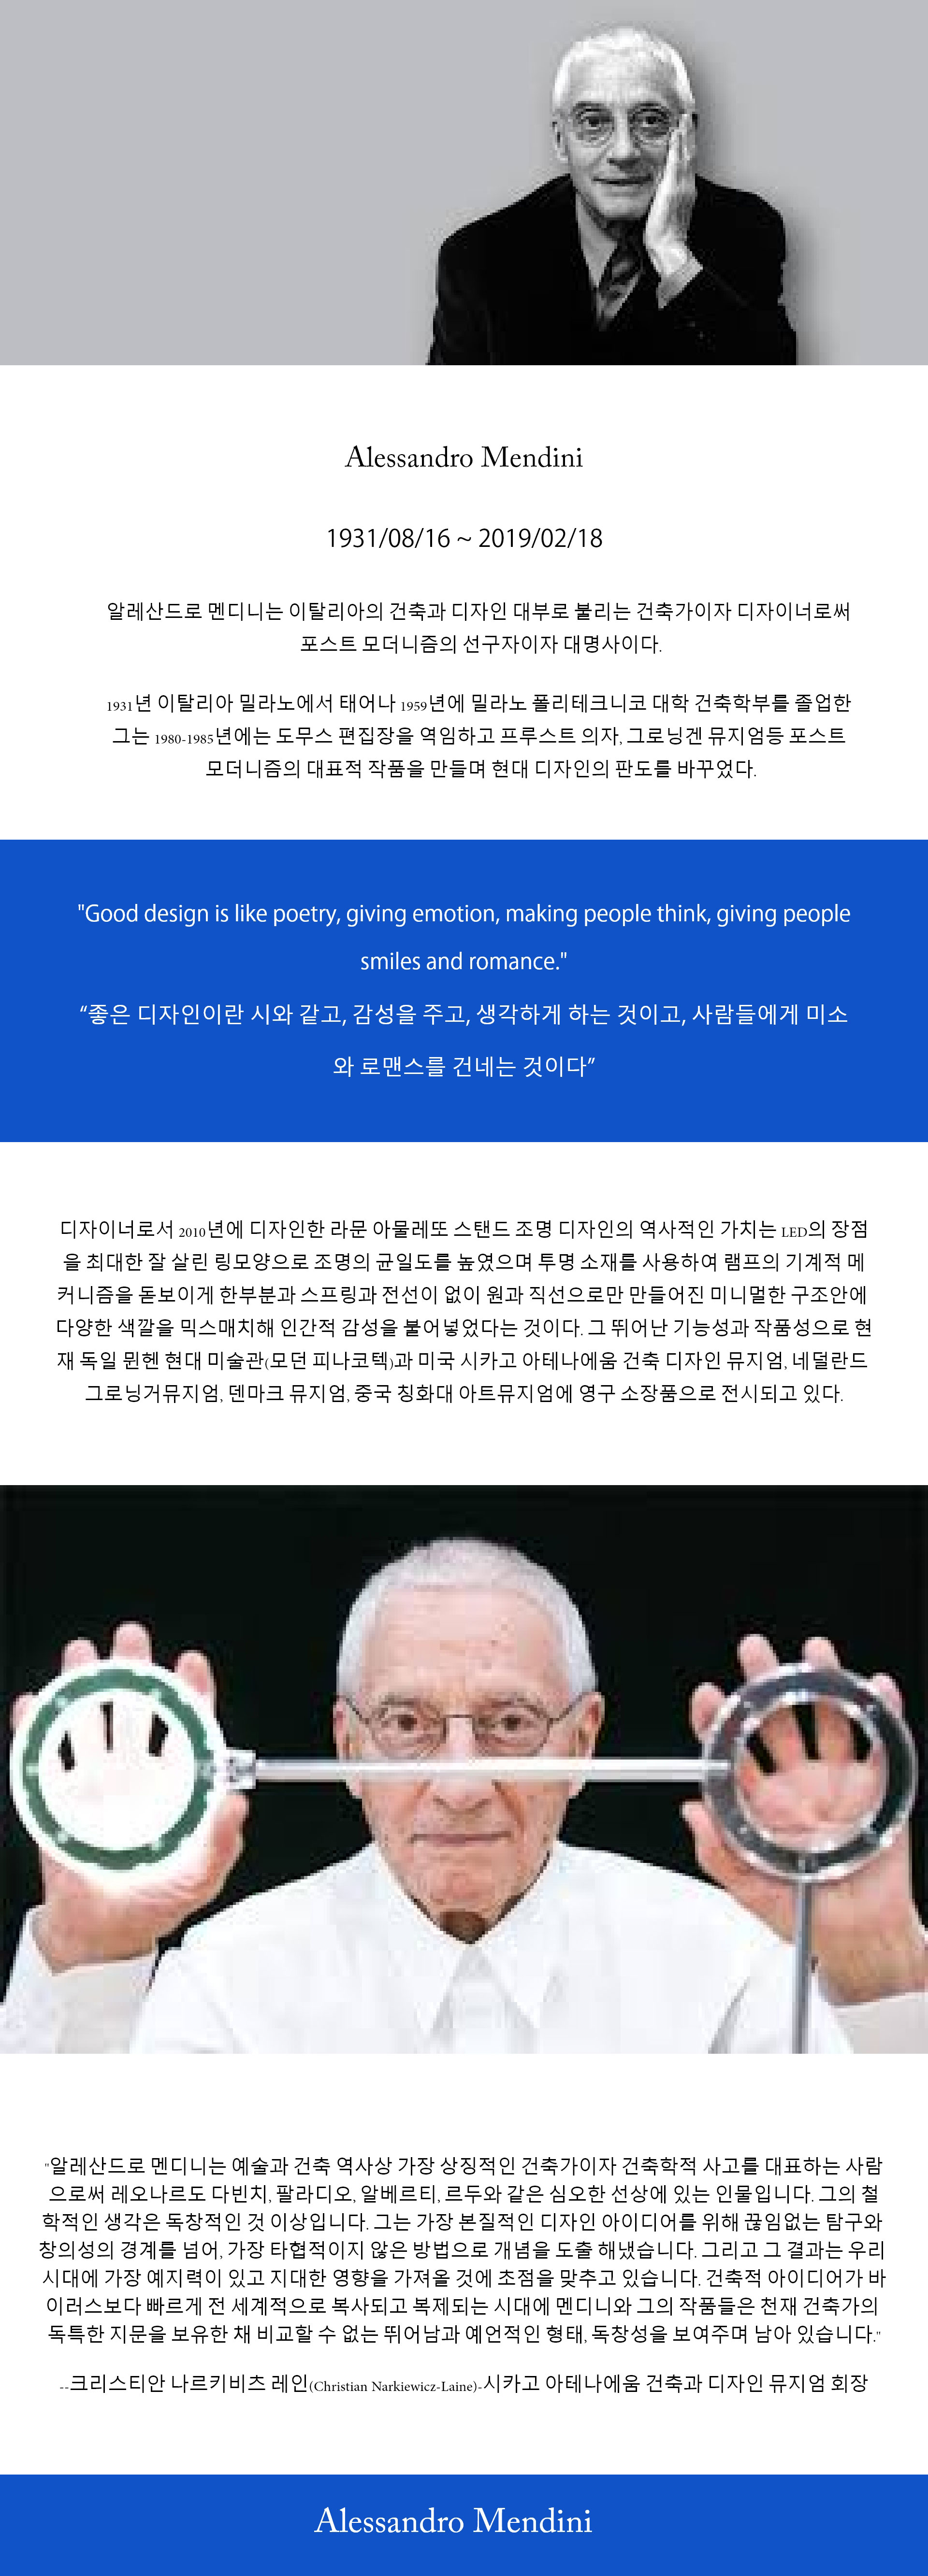 Alessandro Mendini
1931/08/16 ~ 2019/02/18
알레산드로 멘디니는 이탈리아의 건축과 디자인 대부로 불리는 건축가이자 디자이너로써
포스트 모더니즘의 선구자이자 대명사이다.
1931년 이탈리아 밀라노에서 태어나 1959년에 밀라노 폴리테크니코 대학 건축학부를 졸업한
그는 1980-1985년에는 도무스 편집장을 역임하고 프루스트 의자, 그로닝겐 뮤지엄등 포스트
모더니즘의 대표적 작품을 만들며 현대 디자인의 판도를 바꾸었다.
"Good design is like poetry, giving emotion, making people think, giving people
smiles and romance."
“좋은 디자인이란 시와 같고, 감성을 주고, 생각하게 하는 것이고, 사람들에게 미소
와 로맨스를 건네는 것이다”
디자이너로서 2010년에 디자인한 라문 아물레또 스탠드 조명 디자인의 역사적인 가치는 LED의 장점
을 최대한 잘 살린 링모양으로 조명의 균일도를 높였으며 투명 소재를 사용하여 램프의 기계적 메
커니즘을 돋보이게 한부분과 스프링과 전선이 없이 원과 직선으로만 만들어진 미니멀한 구조안에
다양한 색깔을 믹스매치해 인간적 감성을 불어넣었다는 것이다. 그 뛰어난 기능성과 작품성으로 현
재 독일 뮌헨 현대 미술관(모던 피나코텍)과 미국 시카고 아테나에움 건축 디자인 뮤지엄, 네덜란드
그로닝거뮤지엄, 덴마크 뮤지엄, 중국 칭화대 아트뮤지엄에 영구 소장품으로 전시되고 있다.
"알레산드로 멘디니는 예술과 건축 역사상 가장 상징적인 건축가이자 건축학적 사고를 대표하는 사람
으로써 레오나르도 다빈치, 팔라디오, 알베르티, 르두와 같은 심오한 선상에 있는 인물입니다. 그의 철
학적인 생각은 독창적인 것 이상입니다. 그는 가장 본질적인 디자인 아이디어를 위해 끊임없는 탐구와
창의성의 경계를 넘어, 가장 타협적이지 않은 방법으로 개념을 도출 해냈습니다. 그리고 그 결과는 우리
시대에 가장 예지력이 있고 지대한 영향을 가져올 것에 초점을 맞추고 있습니다. 건축적 아이디어가 바
이러스보다 빠르게 전 세계적으로 복사되고 복제되는 시대에 멘디니와 그의 작품들은 천재 건축가의
독특한 지문을 보유한 채 비교할 수 없는 뛰어남과 예언적인 형태, 독창성을 보여주며 남아 있습니다."
--크리스티안 나르키비츠 레인(Christian Narkiewicz-Laine)-시카고 아테나에움 건축과 디자인 뮤지엄 회장
Alessandro Mendini